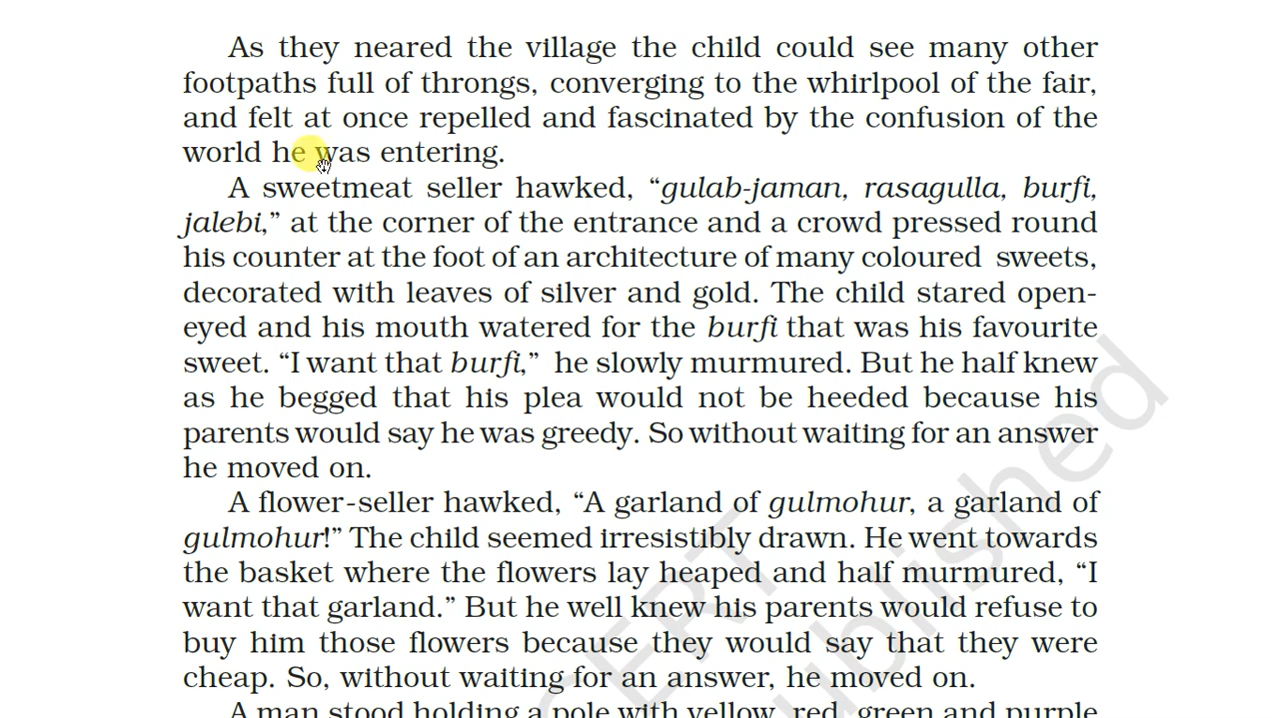 As they neared the village the child could see many other
footpaths full of throngs, converging to the whirlpool of the fair,
and felt at once repelled and fascinated by the confusion of the
world he was entering.
A sweetmeat seller hawked, “gulab-jaman, rasagulla, burfi,
jalebi,” at the corner of the entrance and a crowd pressed round
his counter at the foot of an architecture of many coloured sweets,
decorated with leaves of silver and gold. The child stared open-
eyed and his mouth watered for the burfi that was his favourite
sweet. “I want that burfi,” he slowly murmured. But he half knew
as he begged that his plea would not be heeded because his
parents would say he was greedy. So without waiting for an answer
he moved on.
A flower-seller hawked, “A garland of gulmohur, a garland of
gulmohur!” The child seemed irresistibly drawn. He went towards
the basket where the flowers lay heaped and half murmured, “I
want that garland.” But he well knew his parents would refuse to
buy him those flowers because they would say that they were
cheap. So, without waiting for an answer, he moved on.
A man stood holding a pole with yellow, red, green and purple